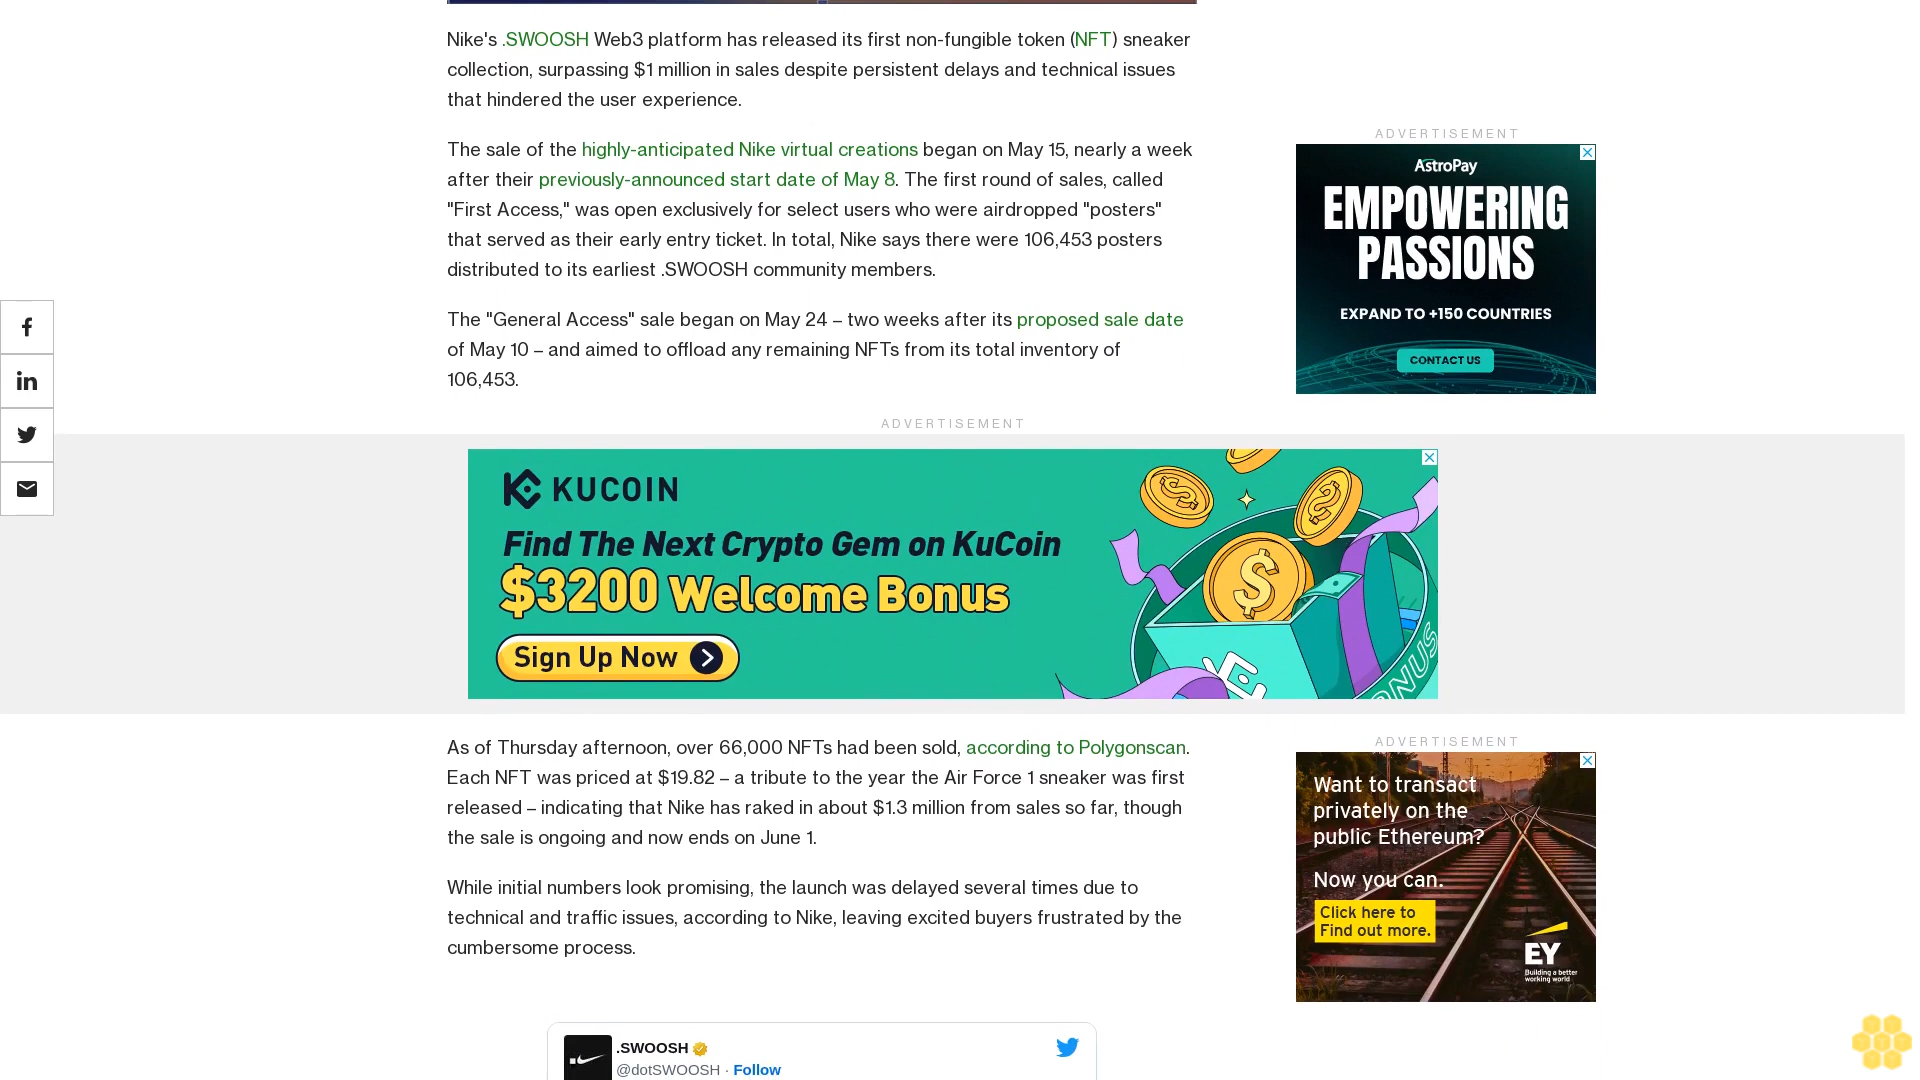 Nike's .SWOOSH Web3 platform has released its first non-fungible token (NFT) sneaker
collection, surpassing $1 million in sales despite persistent delays and technical issues
that hindered the user experience.
The sale of the highly-anticipated Nike virtual creations began on May 15, nearly a week
after their previously-announced start date of May 8. The first round of sales, called
"First Access," was open exclusively for select users who were airdropped "posters"
that served as their early entry ticket. In total, Nike says there were 106,453 posters
distributed to its earliest .SWOOSH community members.
The "General Access" sale began on May 24 – two weeks after its proposed sale date
of May 10 – and aimed to offload any remaining NFTs from its total inventory of
106,453.
ADVERTISEMENT
AstroPay
EMPOWERING
PASSIONS
EXPAND TO +150 COUNTRIES
CONTACT US
ADVERTISEMENT
KUCOIN
Find The Next Crypto Gem on KuCoin
$3200 Welcome Bonus
Sign Up Now
BONUS
As of Thursday afternoon, over 66,000 NFTs had been sold, according to Polygonscan.
Each NFT was priced at $19.82 – a tribute to the year the Air Force 1 sneaker was first
released – indicating that Nike has raked in about $1.3 million from sales so far, though
the sale is ongoing and now ends on June 1.
While initial numbers look promising, the launch was delayed several times due to
technical and traffic issues, according to Nike, leaving excited buyers frustrated by the
cumbersome process.
ADVERTISEMENT
Want to transact
privately on the
public Ethereum?
Now you can.
Click here to
Find out more.
EY
Building a better
working world
.SWOOSH
@dotSWOOSH · Follow